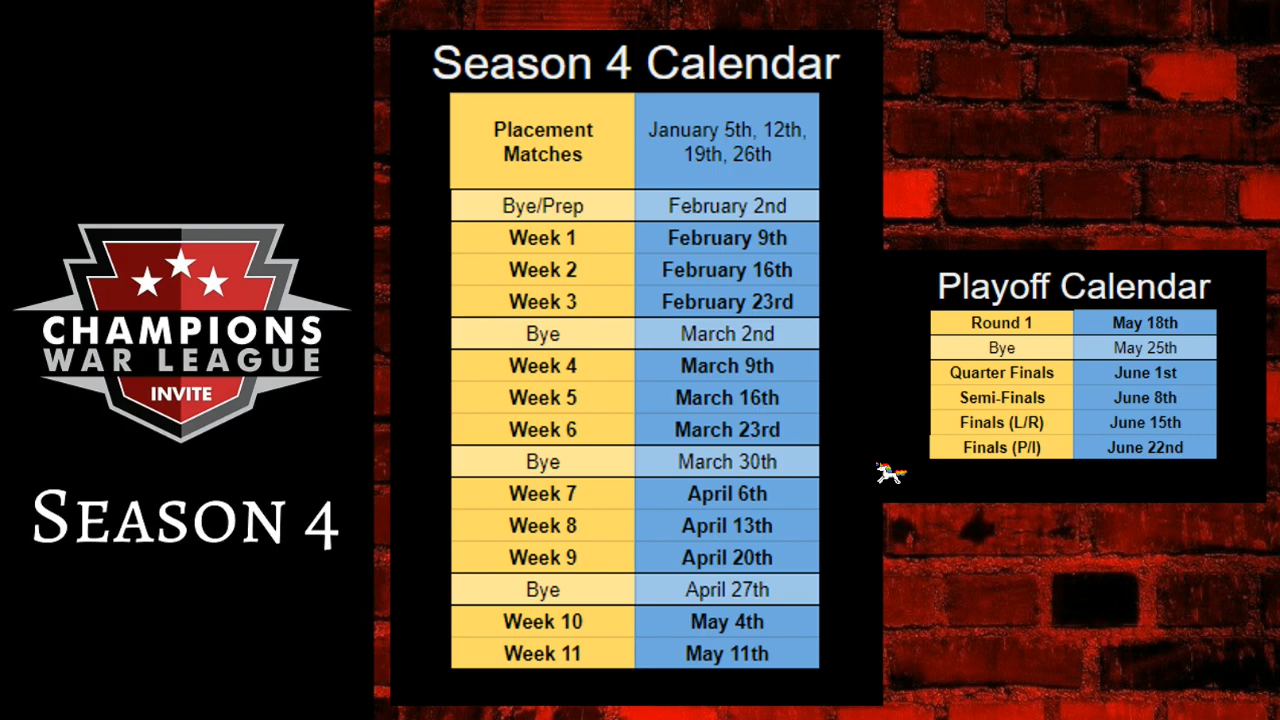 CHAMPIONS
WAR LEAGUE
INVITE
SEASON 4
Season 4 Calendar
Placement Matches January 5th, 12th, 19th, 26th
Bye/Prep February 2nd
Week 1 February 9th
Week 2 February 16th
Week 3 February 23rd
Bye March 2nd
Week 4 March 9th
Week 5 March 16th
Week 6 March 23rd
Bye March 30th
Week 7 April 6th
Week 8 April 13th
Week 9 April 20th
Bye April 27th
Week 10 May 4th
Week 11 May 11th
Playoff Calendar
Round 1 May 18th
Bye May 25th
Quarter Finals June 1st
Semi-Finals June 8th
Finals (L/R) June 15th
Finals (P/I) June 22nd